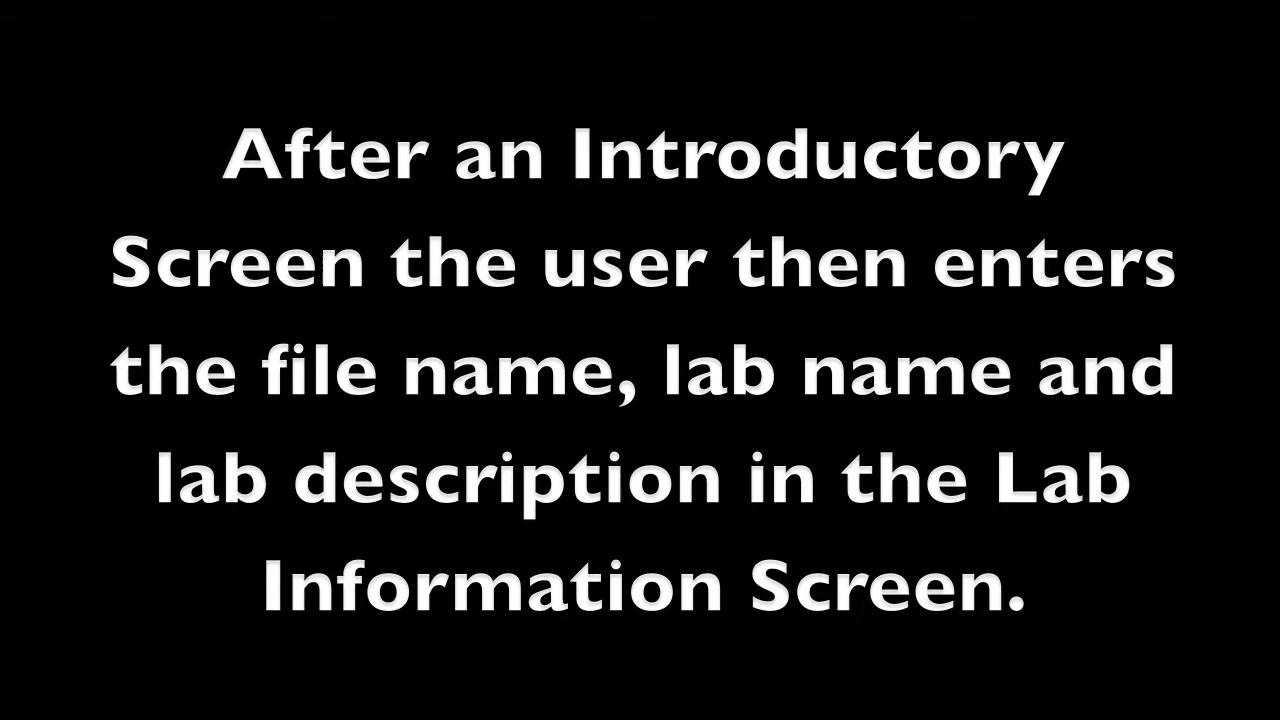 After an Introductory
Screen the user then enters
the file name, lab name and
lab description in the Lab
Information Screen.